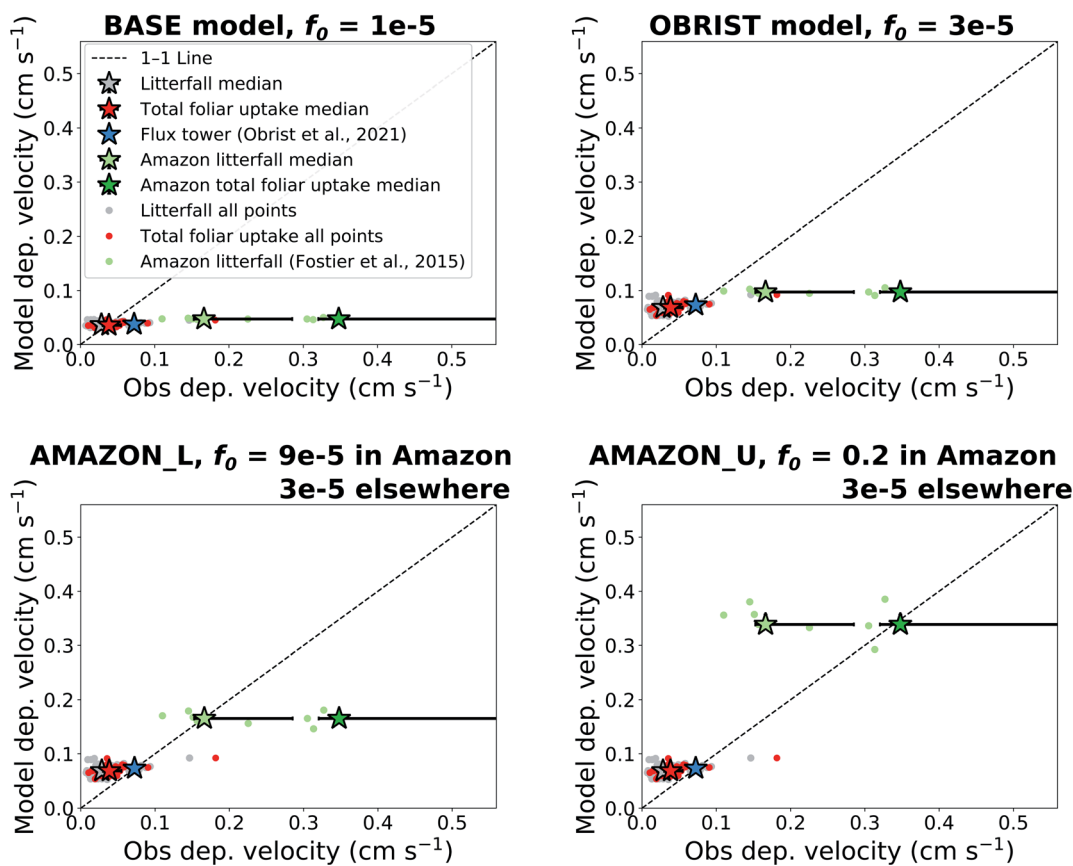 BASE model, f₀ = 1e-5
Model dep. velocity (cm s⁻¹)
0.5
0.4
0.3
0.2
0.1
0.0
1–1 Line
Litterfall median
Total foliar uptake median
Flux tower (Obrist et al., 2021)
Amazon litterfall median
Amazon total foliar uptake median
Litterfall all points
Total foliar uptake all points
Amazon litterfall (Fostier et al., 2015)
0.0 0.1 0.2 0.3 0.4 0.5
Obs dep. velocity (cm s⁻¹)
OBRIST model, f₀ = 3e-5
Model dep. velocity (cm s⁻¹)
0.5
0.4
0.3
0.2
0.1
0.0
0.0 0.1 0.2 0.3 0.4 0.5
Obs dep. velocity (cm s⁻¹)
AMAZON_L, f₀ = 9e-5 in Amazon
3e-5 elsewhere
Model dep. velocity (cm s⁻¹)
0.5
0.4
0.3
0.2
0.1
0.0
0.0 0.1 0.2 0.3 0.4 0.5
Obs dep. velocity (cm s⁻¹)
AMAZON_U, f₀ = 0.2 in Amazon
3e-5 elsewhere
Model dep. velocity (cm s⁻¹)
0.5
0.4
0.3
0.2
0.1
0.0
0.0 0.1 0.2 0.3 0.4 0.5
Obs dep. velocity (cm s⁻¹)